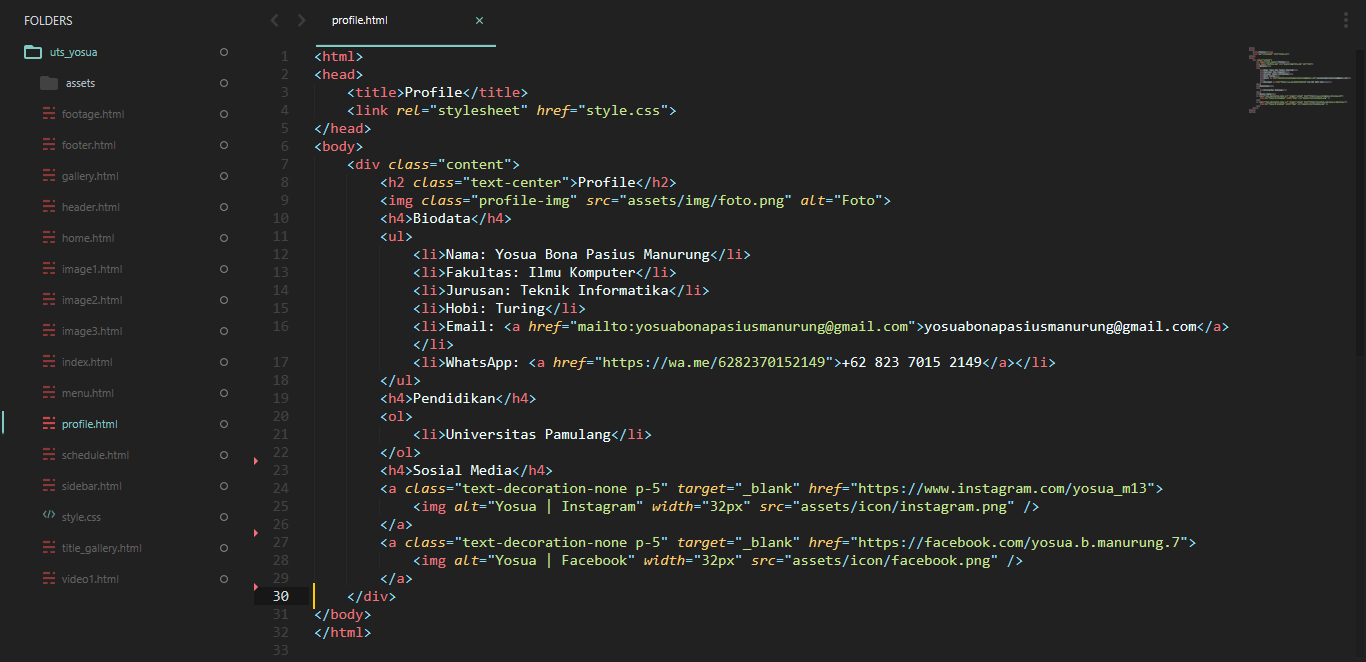 FOLDERS
uts_yosua
assets
footage.html
footer.html
gallery.html
header.html
home.html
image1.html
image2.html
image3.html
index.html
menu.html
profile.html
schedule.html
sidebar.html
style.css
title_gallery.html
video1.html
profile.html ×
1 <html>
2 <head>
3     <title>Profile</title>
4     <link rel="stylesheet" href="style.css">
5 </head>
6 <body>
7     <div class="content">
8         <h2 class="text-center">Profile</h2>
9         <img class="profile-img" src="assets/img/foto.png" alt="Foto">
10         <h4>Biodata</h4>
11         <ul>
12             <li>Nama: Yosua Bona Pasius Manurung</li>
13             <li>Fakultas: Ilmu Komputer</li>
14             <li>Jurusan: Teknik Informatika</li>
15             <li>Hobi: Turing</li>
16             <li>Email: <a href="mailto:yosuabonapasiusmanurung@gmail.com">yosuabonapasiusmanurung@gmail.com</a>
            </li>
17             <li>WhatsApp: <a href="https://wa.me/6282370152149">+62 823 7015 2149</a></li>
18         </ul>
19         <h4>Pendidikan</h4>
20         <ol>
21             <li>Universitas Pamulang</li>
22         </ol>
23         <h4>Sosial Media</h4>
24         <a class="text-decoration-none p-5" target="_blank" href="https://www.instagram.com/yosua_m13">
25             <img alt="Yosua | Instagram" width="32px" src="assets/icon/instagram.png" />
26         </a>
27         <a class="text-decoration-none p-5" target="_blank" href="https://facebook.com/yosua.b.manurung.7">
28             <img alt="Yosua | Facebook" width="32px" src="assets/icon/facebook.png" />
29         </a>
30     </div>
31 </body>
32 </html>
33